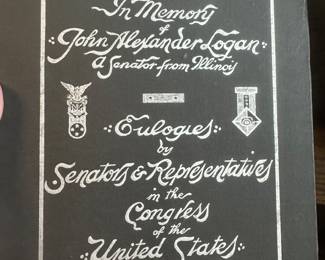 In Memory
of
John Alexander Logan
a Senator from Illinois
Eulogies
by
Senators & Representatives
in the
Congress
of the
United States